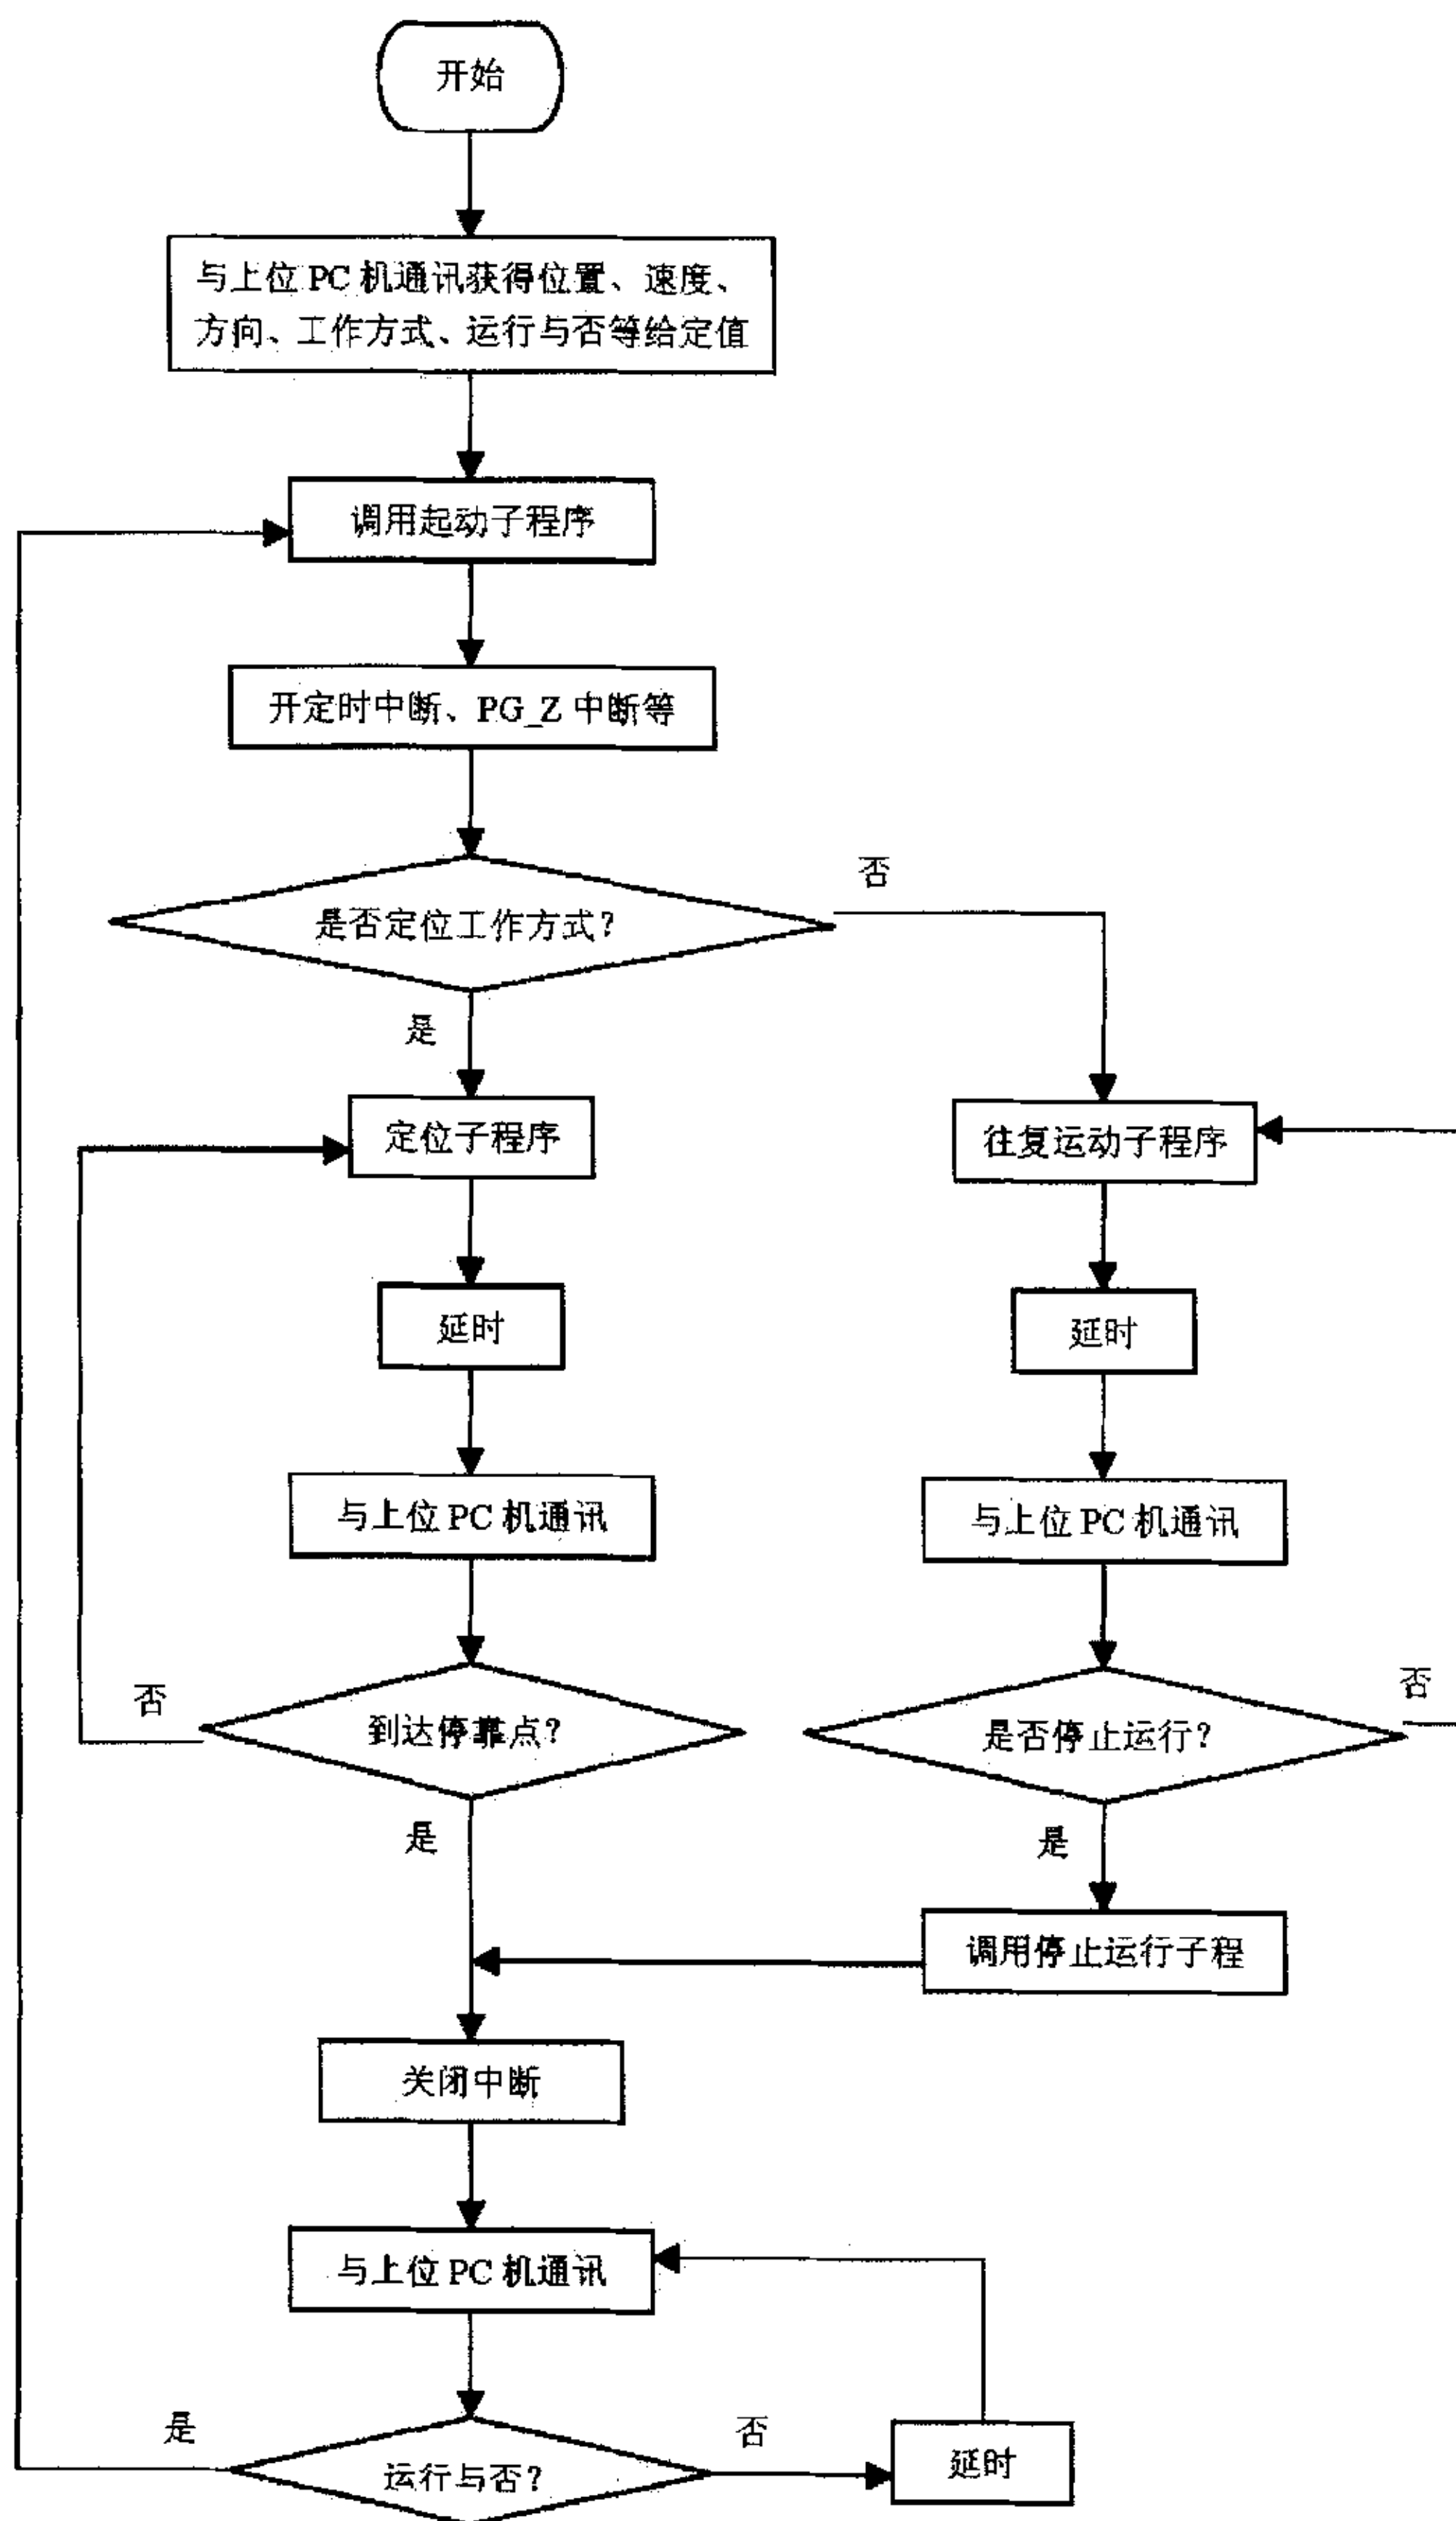 开始
与上位 PC 机通讯获得位置、速度、
方向、工作方式、运行与否等给定值
调用起动子程序
开定时中断、PG_Z 中断等
是否定位工作方式？
否
是
定位子程序
往复运动子程序
延时
延时
与上位 PC 机通讯
与上位 PC 机通讯
否
到达停靠点？
是否停止运行？
否
是
是
调用停止运行子程
关闭中断
与上位 PC 机通讯
是
运行与否？
否
延时